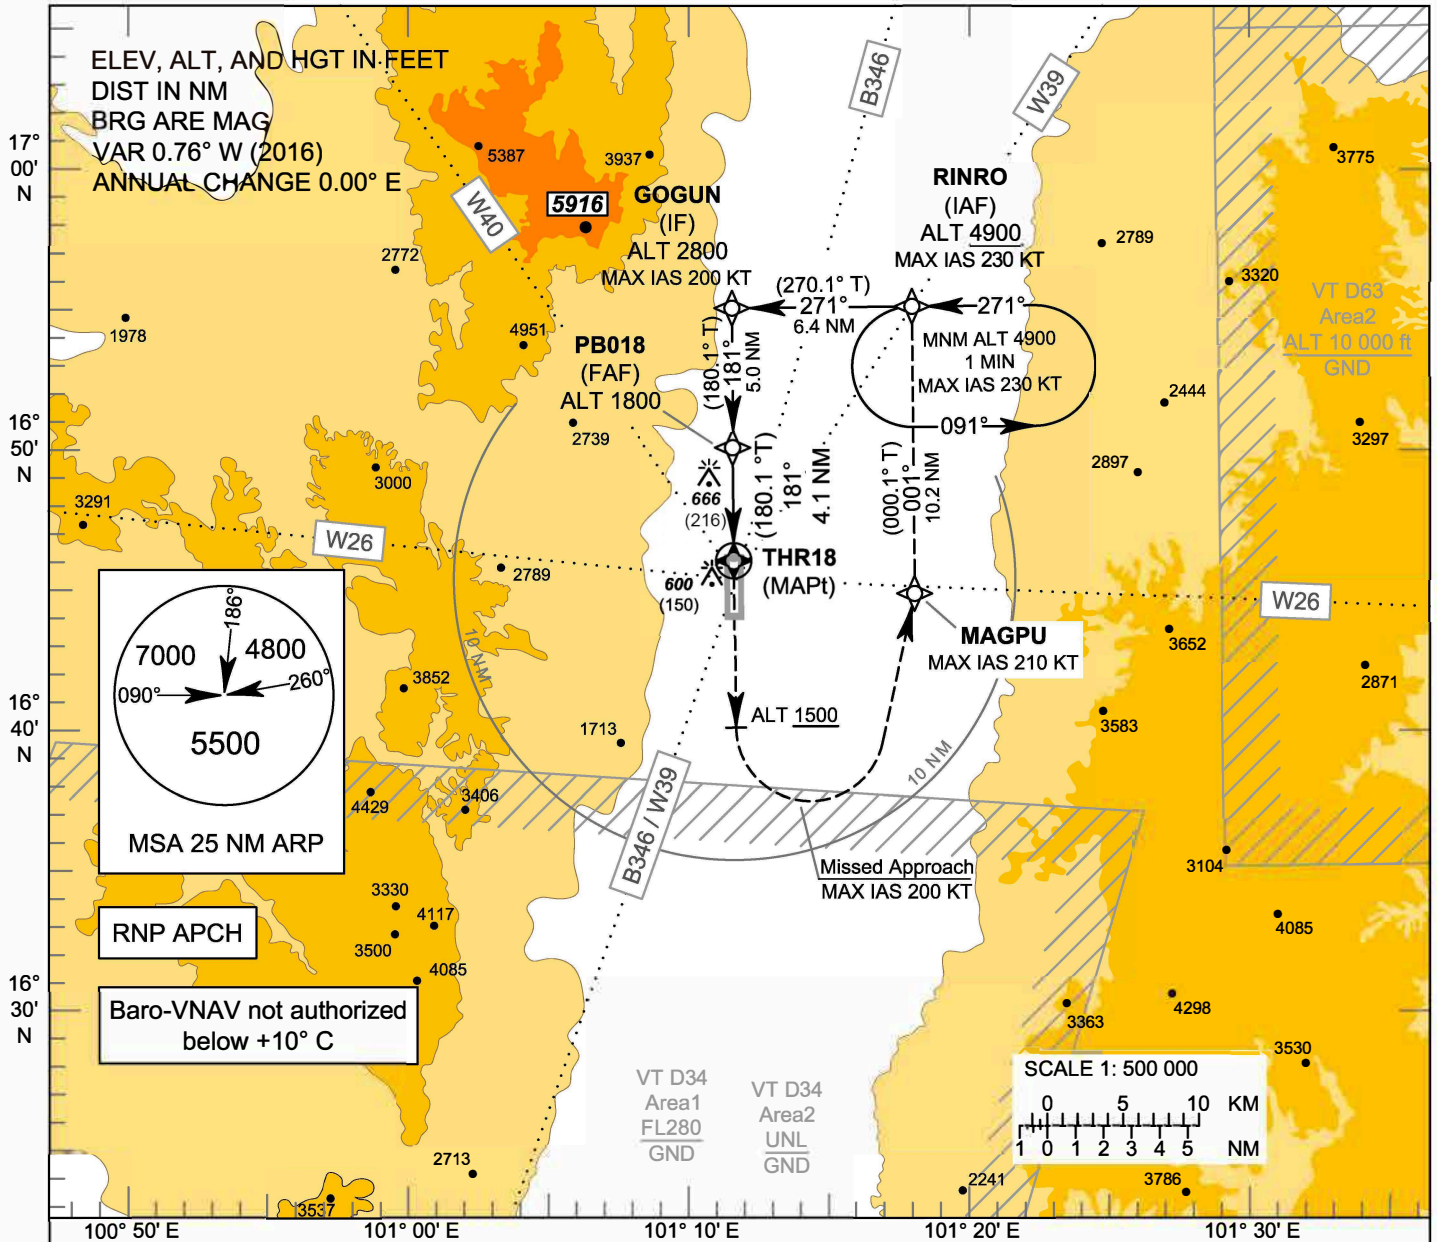 ELEV, ALT, AND HGT IN FEET
DIST IN NM
BRG ARE MAG
VAR 0.76° W (2016)
ANNUAL CHANGE 0.00° E
17°
00'
N
16°
50'
N
16°
40'
N
16°
30'
N
100° 50' E
101° 00' E
101° 10' E
101° 20' E
101° 30' E
B346
W39
W40
5387
3937
5916
GOGUN
(IF)
ALT 2800
MAX IAS 200 KT
RINRO
(IAF)
ALT 4900
MAX IAS 230 KT
3775
2789
3320
2772
1978
4951
VT D63
Area2
ALT 10 000 ft
GND
(270.1° T)
271°
6.4 NM
271°
MNM ALT 4900
1 MIN
MAX IAS 230 KT
091°
PB018
(FAF)
ALT 1800
(180.1° T)
181°
5.0 NM
2739
2444
3297
2897
3000
3291
666
(216)
(180.1 °T)
181°
4.1 NM
(000.1° T)
001°
10.2 NM
W26
2789
THR18
(MAPt)
600
(150)
W26
MAGPU
MAX IAS 210 KT
3652
2871
186°
7000
4800
090°
260°
5500
MSA 25 NM ARP
10 NM
3852
3583
1713
ALT 1500
10 NM
B346 / W39
4429
3406
Missed Approach
MAX IAS 200 KT
3104
3330
4117
3500
4085
4085
RNP APCH
Baro-VNAV not authorized
below +10° C
3363
4298
3530
VT D34
Area1
FL280
GND
VT D34
Area2
UNL
GND
SCALE 1: 500 000
0 5 10 KM
1 0 1 2 3 4 5 NM
2713
3537
2241
3786